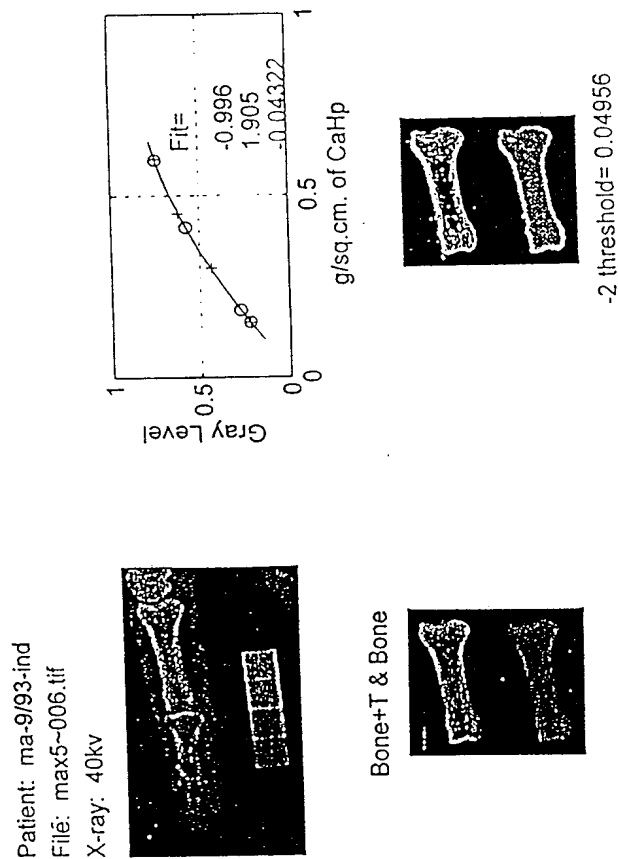 Patient: ma-9/93-ind
File: max5~006.tif
X-ray: 40kv
1
0.5
0
Gray Level
Fit=
-0.996
1.905
-0.04322
0
0.5
1
g/sq.cm. of CaHp
Bone+T & Bone
-2 threshold= 0.04956